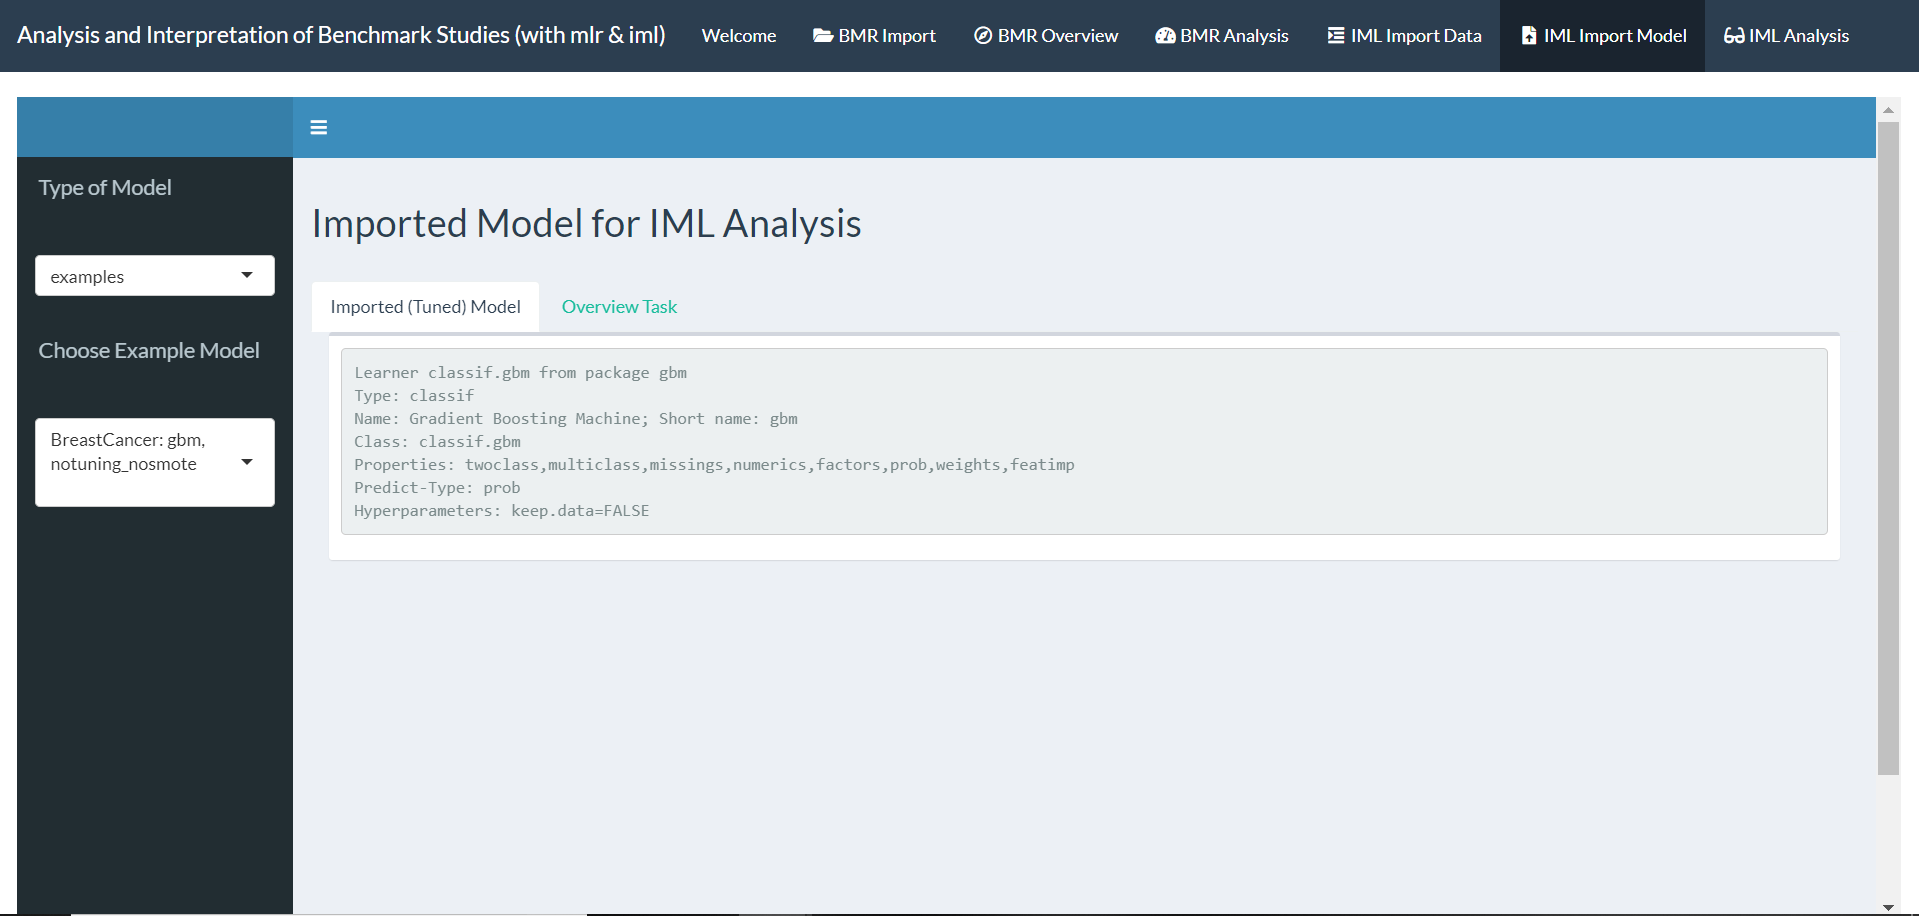 Analysis and Interpretation of Benchmark Studies (with mlr & iml) Welcome BMR Import BMR Overview BMR Analysis IML Import Data IML Import Model IML Analysis
Type of Model
examples
Choose Example Model
BreastCancer: gbm,
notuning_nosmote
Imported Model for IML Analysis
Imported (Tuned) Model Overview Task
Learner classif.gbm from package gbm
Type: classif
Name: Gradient Boosting Machine; Short name: gbm
Class: classif.gbm
Properties: twoclass,multiclass,missings,numerics,factors,prob,weights,featimp
Predict-Type: prob
Hyperparameters: keep.data=FALSE